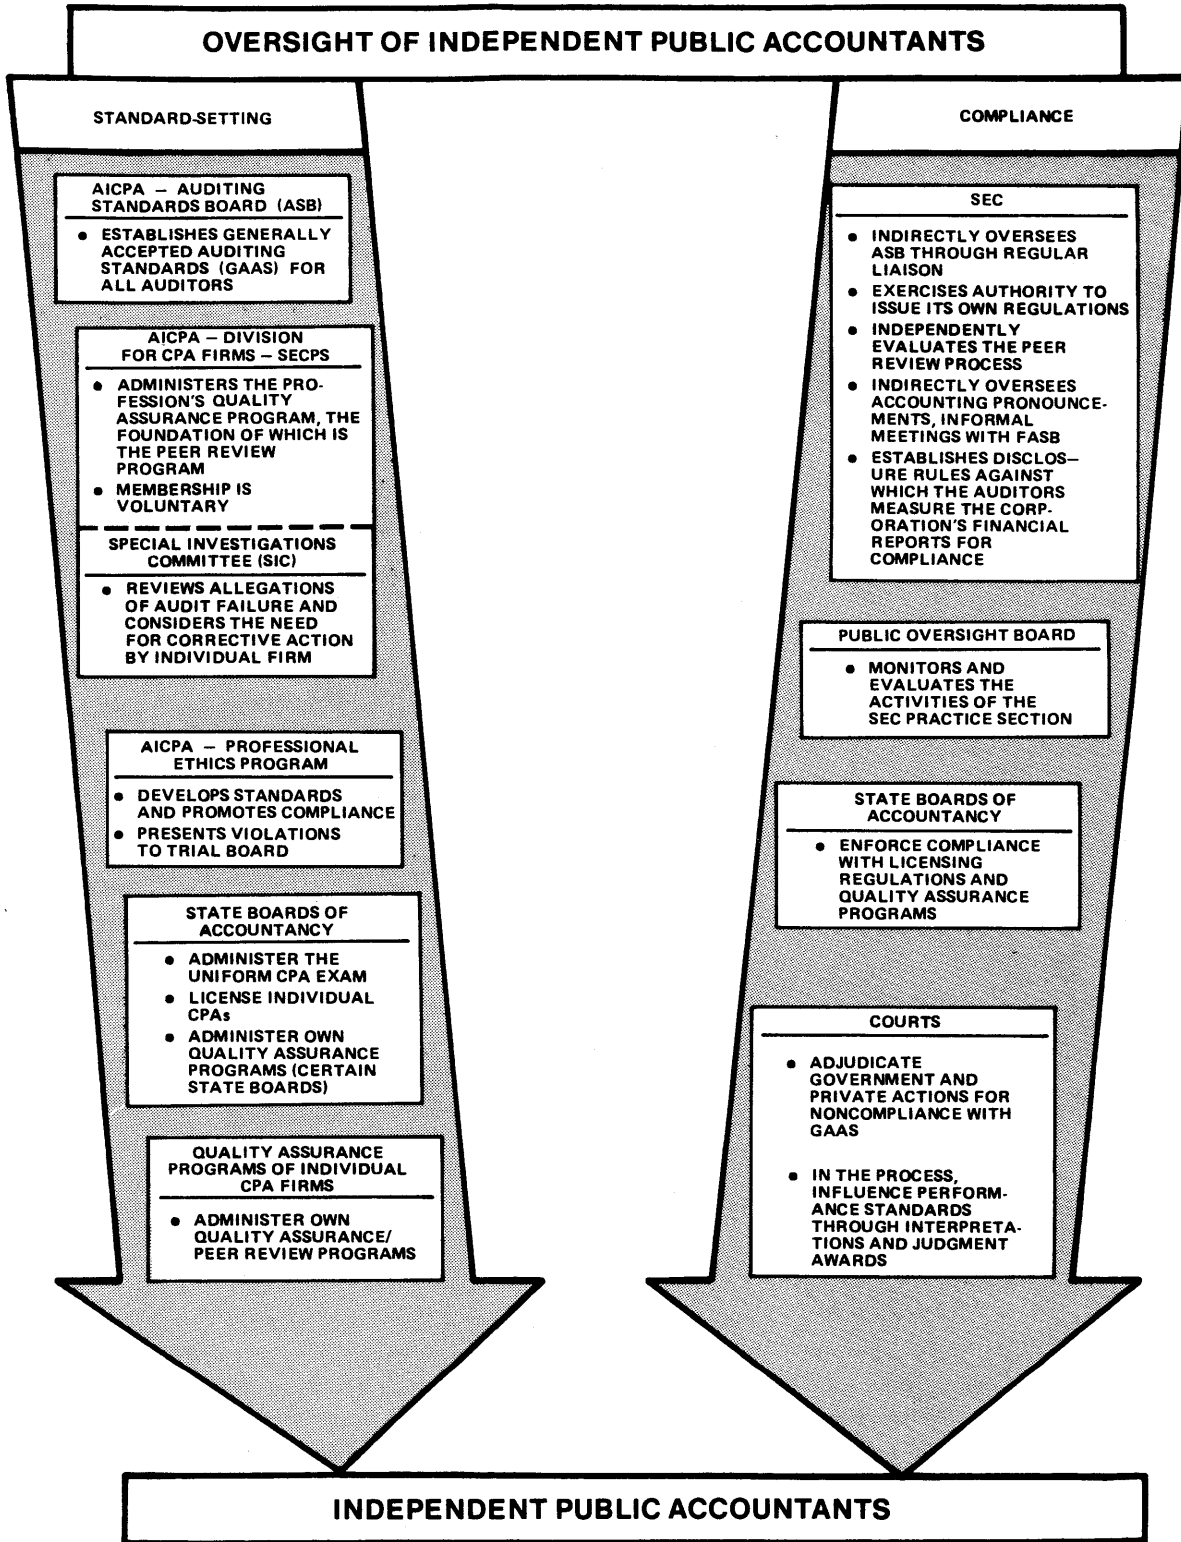 OVERSIGHT OF INDEPENDENT PUBLIC ACCOUNTANTS
STANDARD-SETTING
AICPA – AUDITING
STANDARDS BOARD (ASB)
• ESTABLISHES GENERALLY
ACCEPTED AUDITING
STANDARDS (GAAS) FOR
ALL AUDITORS
AICPA – DIVISION
FOR CPA FIRMS – SECPS
• ADMINISTERS THE PRO-
FESSION'S QUALITY
ASSURANCE PROGRAM, THE
FOUNDATION OF WHICH IS
THE PEER REVIEW
PROGRAM
• MEMBERSHIP IS
VOLUNTARY
SPECIAL INVESTIGATIONS
COMMITTEE (SIC)
• REVIEWS ALLEGATIONS
OF AUDIT FAILURE AND
CONSIDERS THE NEED
FOR CORRECTIVE ACTION
BY INDIVIDUAL FIRM
AICPA – PROFESSIONAL
ETHICS PROGRAM
• DEVELOPS STANDARDS
AND PROMOTES COMPLIANCE
• PRESENTS VIOLATIONS
TO TRIAL BOARD
STATE BOARDS OF
ACCOUNTANCY
• ADMINISTER THE
UNIFORM CPA EXAM
• LICENSE INDIVIDUAL
CPAs
• ADMINISTER OWN
QUALITY ASSURANCE
PROGRAMS (CERTAIN
STATE BOARDS)
QUALITY ASSURANCE
PROGRAMS OF INDIVIDUAL
CPA FIRMS
• ADMINISTER OWN
QUALITY ASSURANCE/
PEER REVIEW PROGRAMS
COMPLIANCE
SEC
• INDIRECTLY OVERSEES
ASB THROUGH REGULAR
LIAISON
• EXERCISES AUTHORITY TO
ISSUE ITS OWN REGULATIONS
• INDEPENDENTLY
EVALUATES THE PEER
REVIEW PROCESS
• INDIRECTLY OVERSEES
ACCOUNTING PRONOUNCE-
MENTS, INFORMAL
MEETINGS WITH FASB
• ESTABLISHES DISCLOS–
URE RULES AGAINST
WHICH THE AUDITORS
MEASURE THE CORP-
ORATION'S FINANCIAL
REPORTS FOR
COMPLIANCE
PUBLIC OVERSIGHT BOARD
• MONITORS AND
EVALUATES THE
ACTIVITIES OF THE
SEC PRACTICE SECTION
STATE BOARDS OF
ACCOUNTANCY
• ENFORCE COMPLIANCE
WITH LICENSING
REGULATIONS AND
QUALITY ASSURANCE
PROGRAMS
COURTS
• ADJUDICATE
GOVERNMENT AND
PRIVATE ACTIONS FOR
NONCOMPLIANCE WITH
GAAS
• IN THE PROCESS,
INFLUENCE PERFORM-
ANCE STANDARDS
THROUGH INTERPRETA-
TIONS AND JUDGMENT
AWARDS
INDEPENDENT PUBLIC ACCOUNTANTS